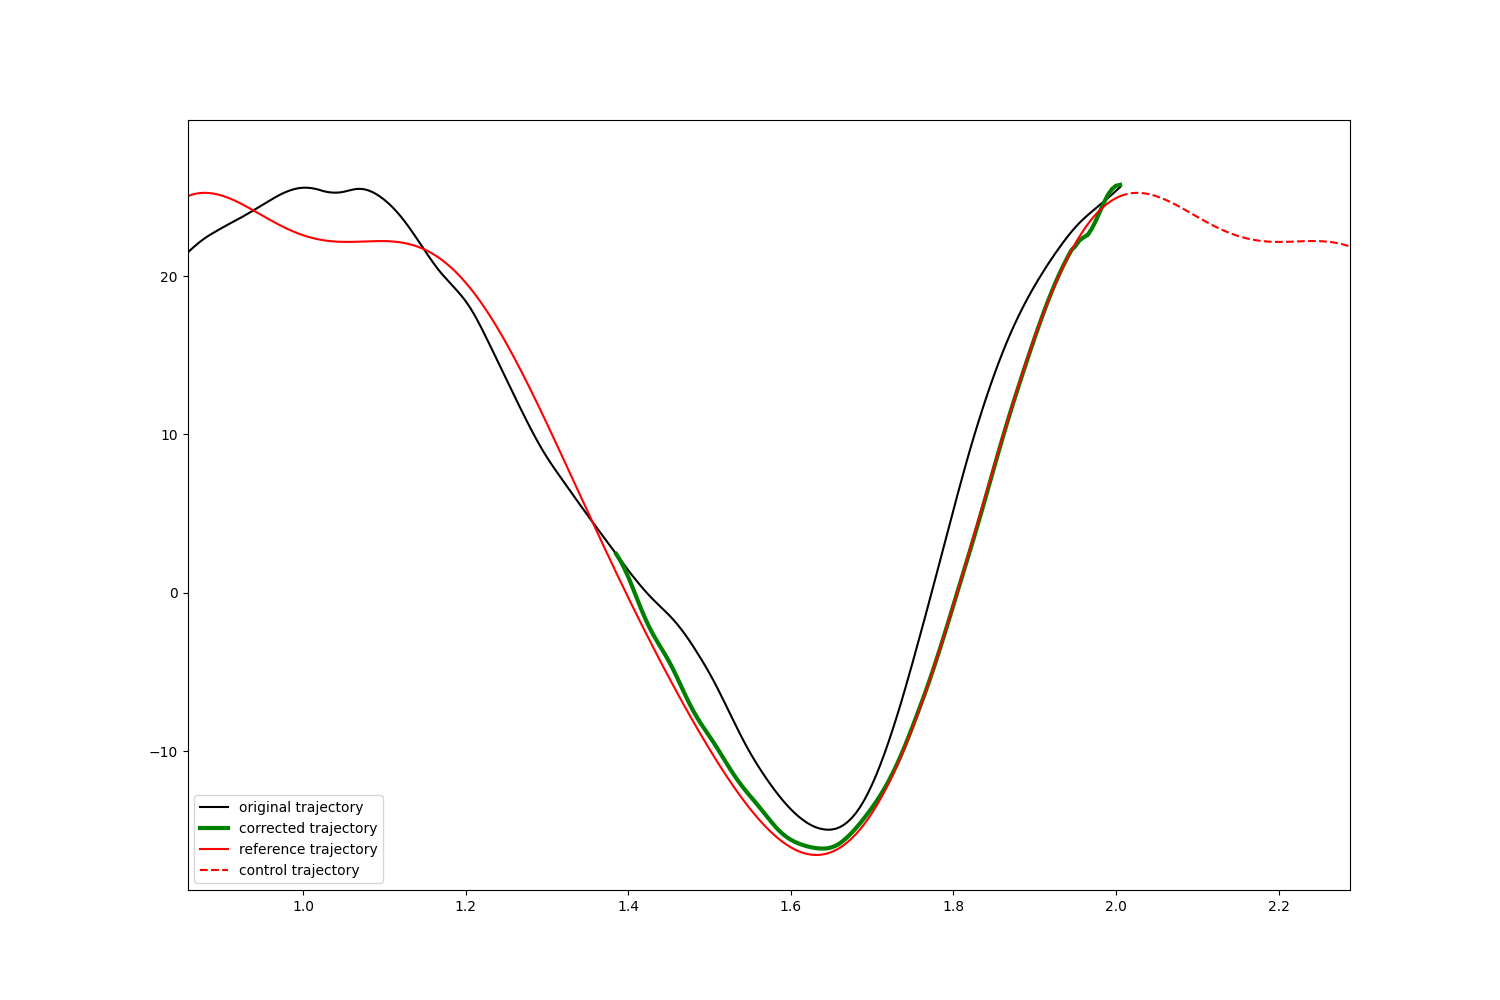 20
10
0
−10
original trajectory
corrected trajectory
reference trajectory
control trajectory
1.0 1.2 1.4 1.6 1.8 2.0 2.2